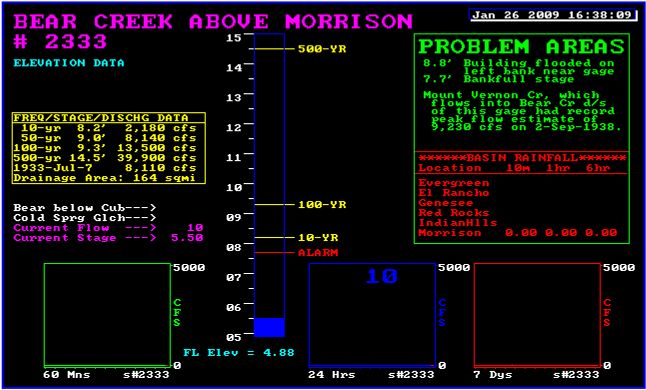 BEAR CREEK ABOVE MORRISON
Jan 26 2009 16:38:09
# 2333
ELEVATION DATA
FREQ/STAGE/DISCHG DATA
10-yr 8.2' 2,180 cfs
50-yr 9.0' 8,140 cfs
100-yr 9.3' 13,500 cfs
500-yr 14.5' 39,900 cfs
1933-Jul-7 8,110 cfs
Drainage Area: 164 sqmi
Bear below Cub--->
Cold Sprg Glch--->
Current Flow ---> 10
Current Stage ---> 5.50
15
14
13
12
11
10
09
08
07
06
05
500-YR
100-YR
10-YR
ALARM
FL Elev = 4.88
PROBLEM AREAS
8.8' Building flooded on
left bank near gage
7.7' Bankfull stage
Mount Vernon Cr, which
flows into Bear Cr d/s
of this gage had record
peak flow estimate of
9,230 cfs on 2-Sep-1938.
******BASIN RAINFALL******
Location 10m 1hr 6hr
Evergreen
El Rancho
Genesee
Red Rocks
IndianHlls
Morrison 0.00 0.00 0.00
5000
CFS
0
60 Mns s#2333
10
5000
CFS
0
24 Hrs s#2333
5000
CFS
0
7 Dys s#2333